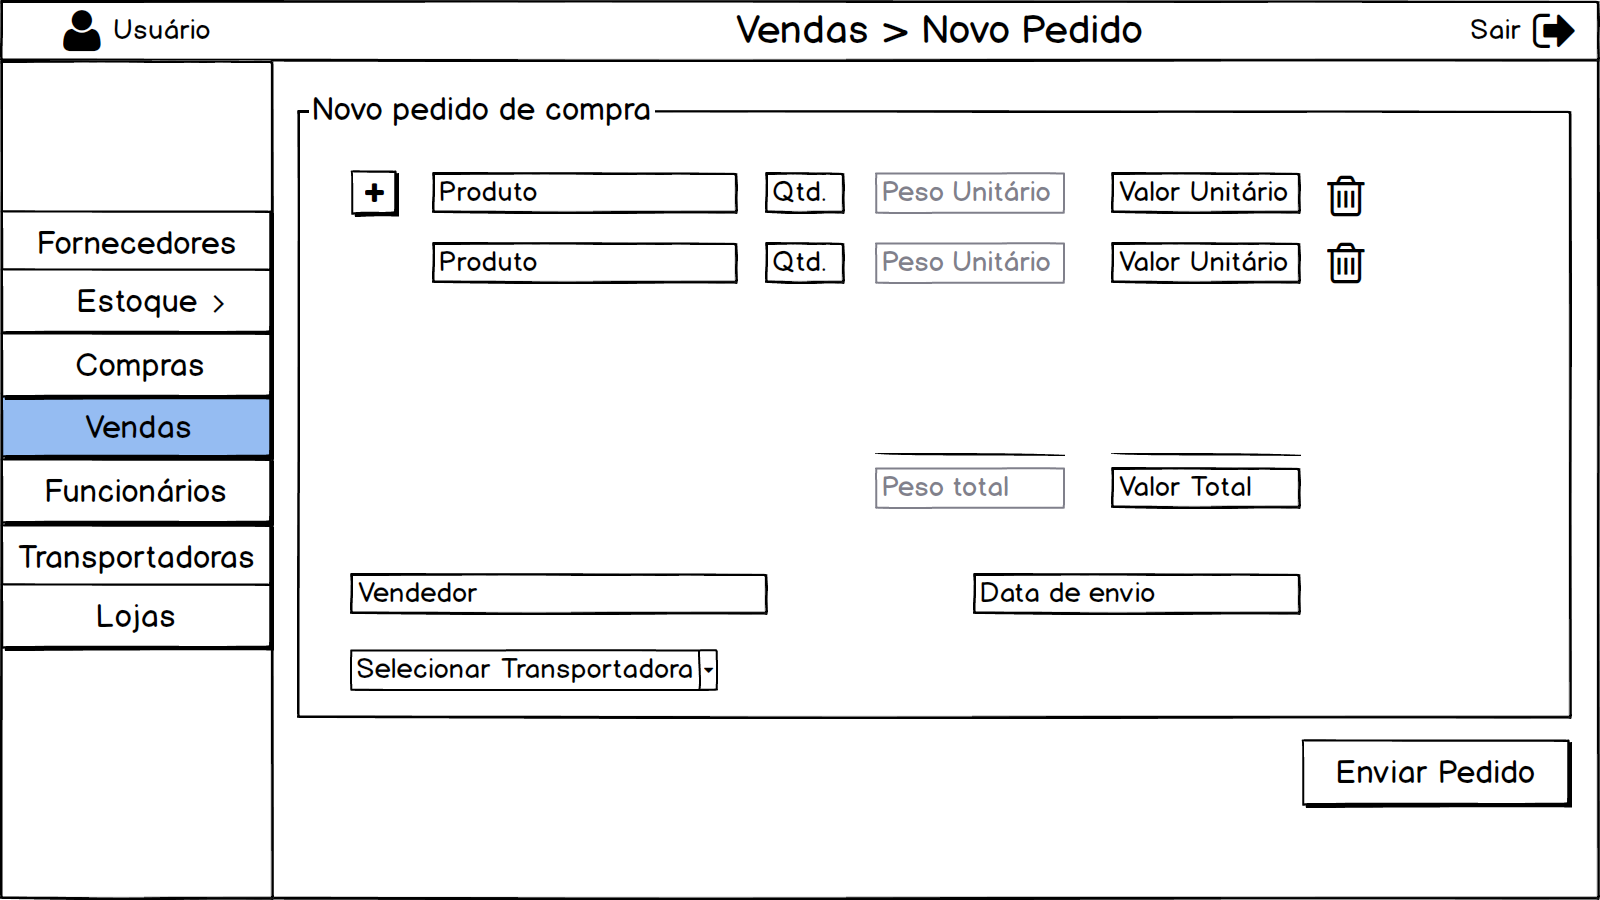 Usuário
Vendas > Novo Pedido
Sair
Fornecedores
Estoque >
Compras
Vendas
Funcionários
Transportadoras
Lojas
Novo pedido de compra
+ Produto Qtd. Peso Unitário Valor Unitário
Produto Qtd. Peso Unitário Valor Unitário
Peso total Valor Total
Vendedor Data de envio
Selecionar Transportadora
Enviar Pedido